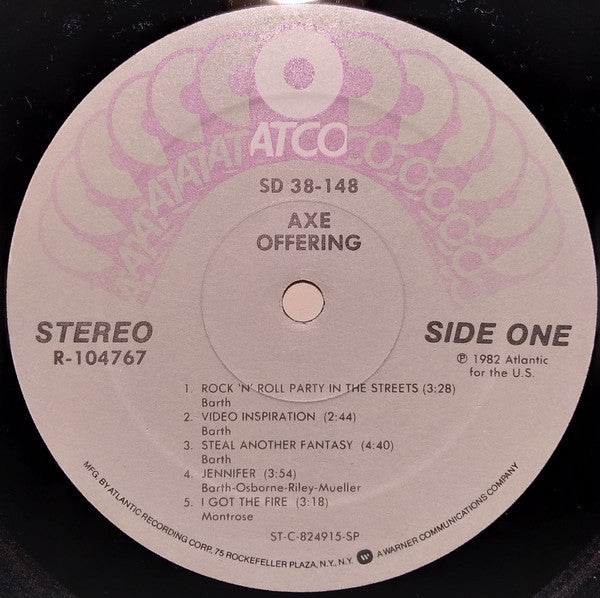 ATCO
SD 38-148
AXE
OFFERING
STEREO
R-104767
SIDE ONE
℗ 1982 Atlantic
for the U.S.
1. ROCK 'N' ROLL PARTY IN THE STREETS (3:28)
Barth
2. VIDEO INSPIRATION (2:44)
Barth
3. STEAL ANOTHER FANTASY (4:40)
Barth
4. JENNIFER (3:54)
Barth-Osborne-Riley-Mueller
5. I GOT THE FIRE (3:18)
Montrose
ST-C-824915-SP
MFG. BY ATLANTIC RECORDING CORP. 75 ROCKEFELLER PLAZA, N.Y., N.Y. A WARNER COMMUNICATIONS COMPANY